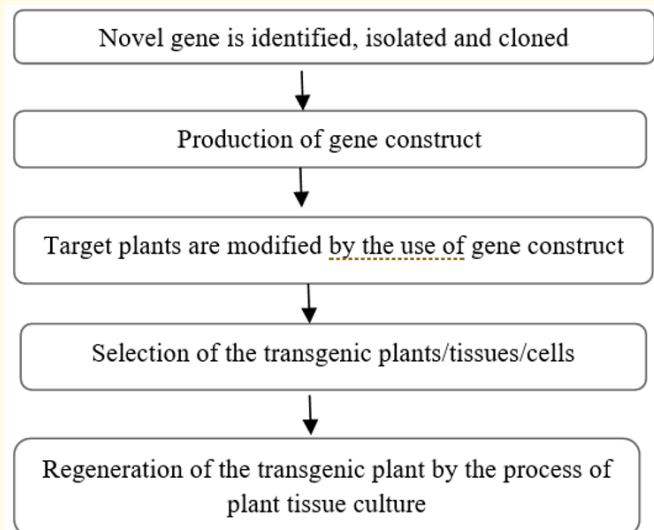 Novel gene is identified, isolated and cloned
Production of gene construct
Target plants are modified by the use of gene construct
Selection of the transgenic plants/tissues/cells
Regeneration of the transgenic plant by the process of
plant tissue culture